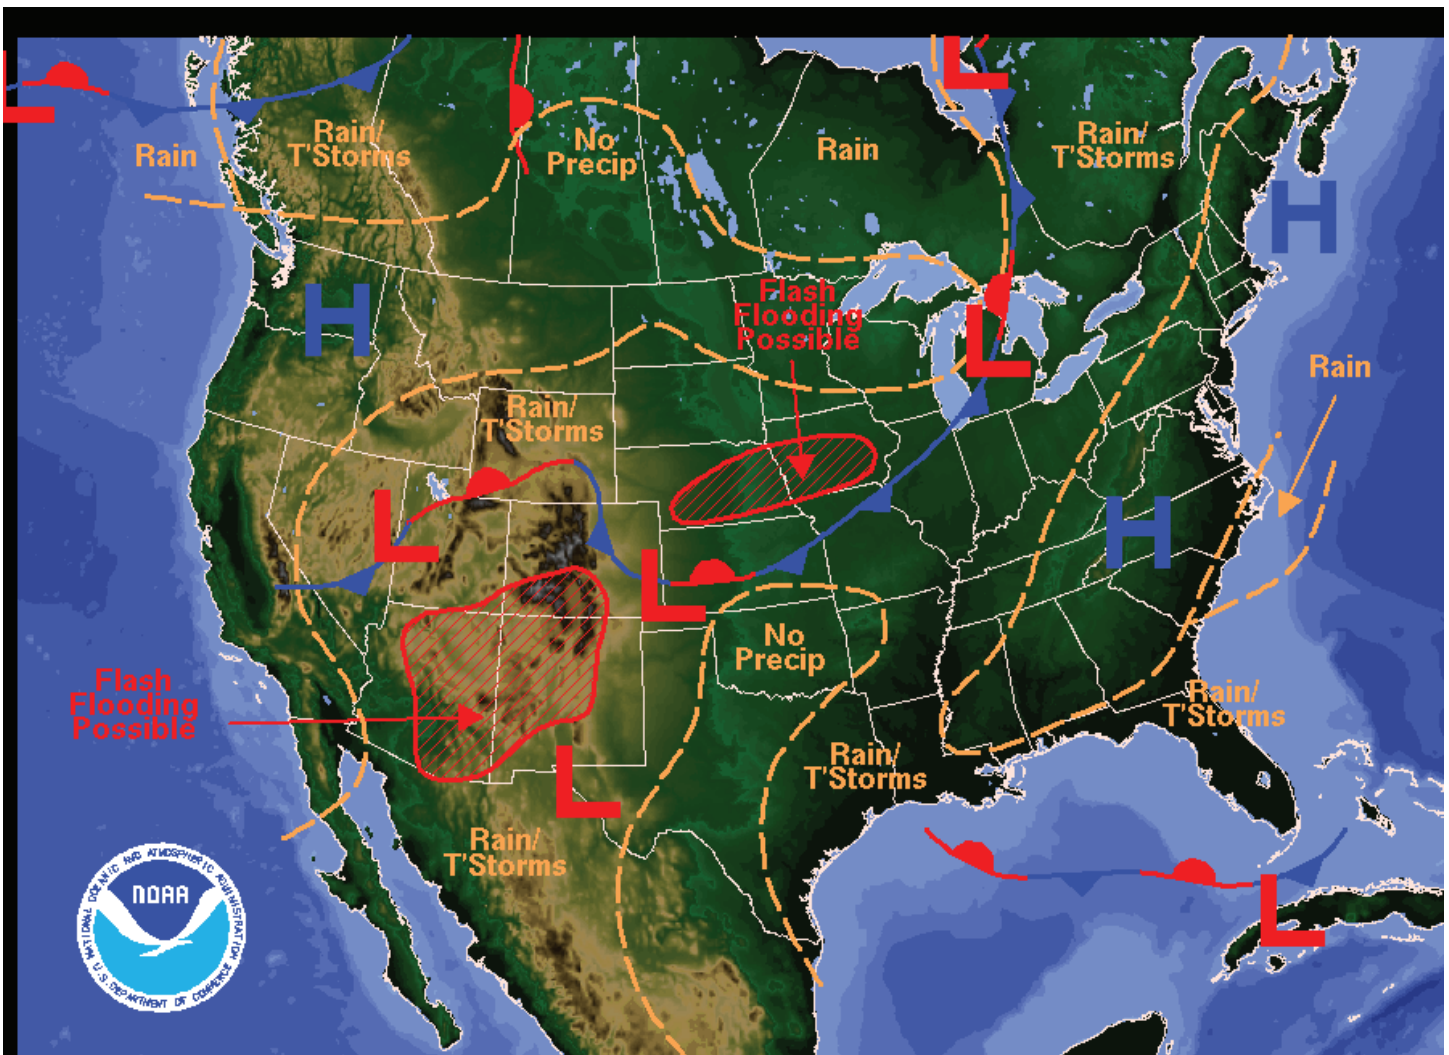 Rain
Rain/
T'Storms
No
Precip
Rain
L
Rain/
T'Storms
L
H
H
Flash
Flooding
Possible
L
Rain
Rain/
T'Storms
L
H
L
No
Precip
Flash
Flooding
Possible
Rain/
T'Storms
Rain/
T'Storms
L
Rain/
T'Storms
L
NATIONAL OCEANIC AND ATMOSPHERIC ADMINISTRATION
NOAA
U.S. DEPARTMENT OF COMMERCE